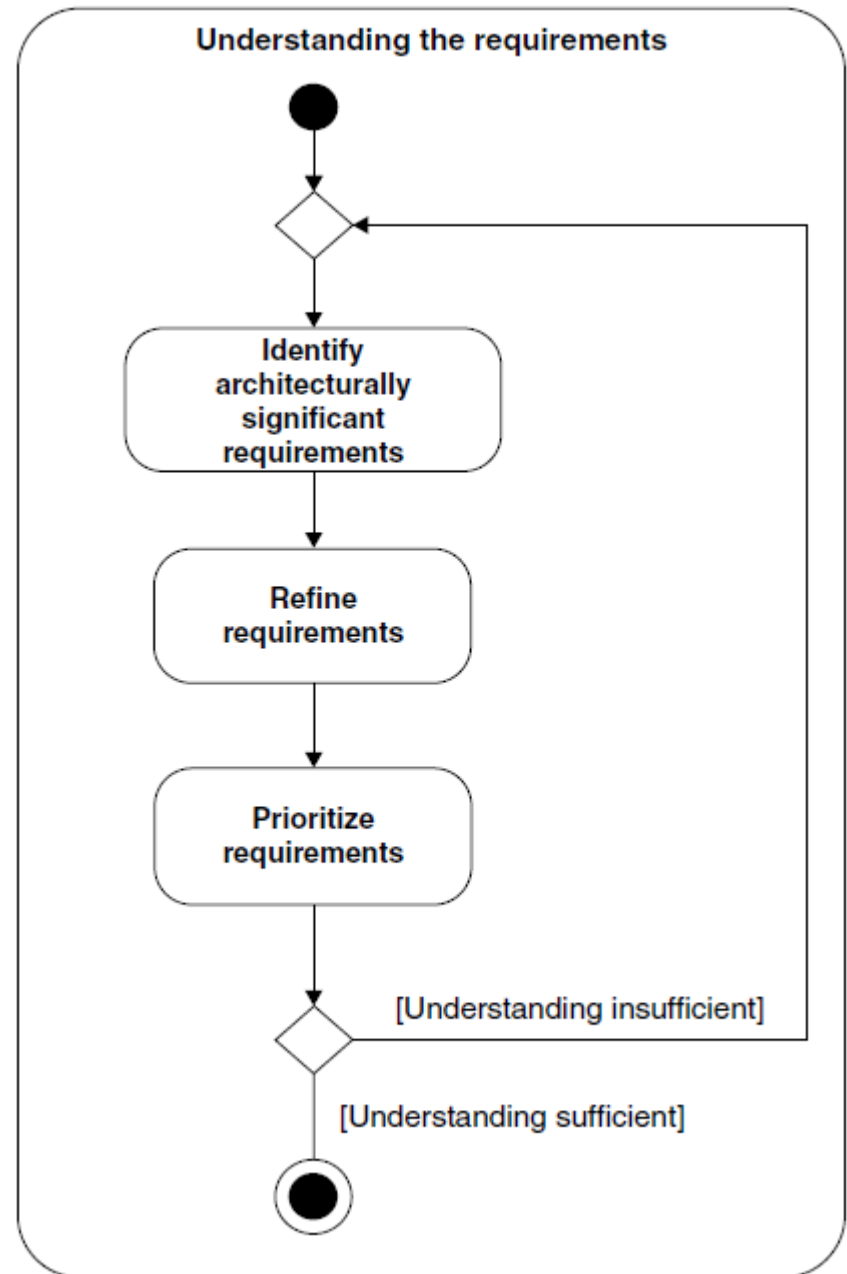 Understanding the requirements
Identify
architecturally
significant
requirements
Refine
requirements
Prioritize
requirements
[Understanding insufficient]
[Understanding sufficient]